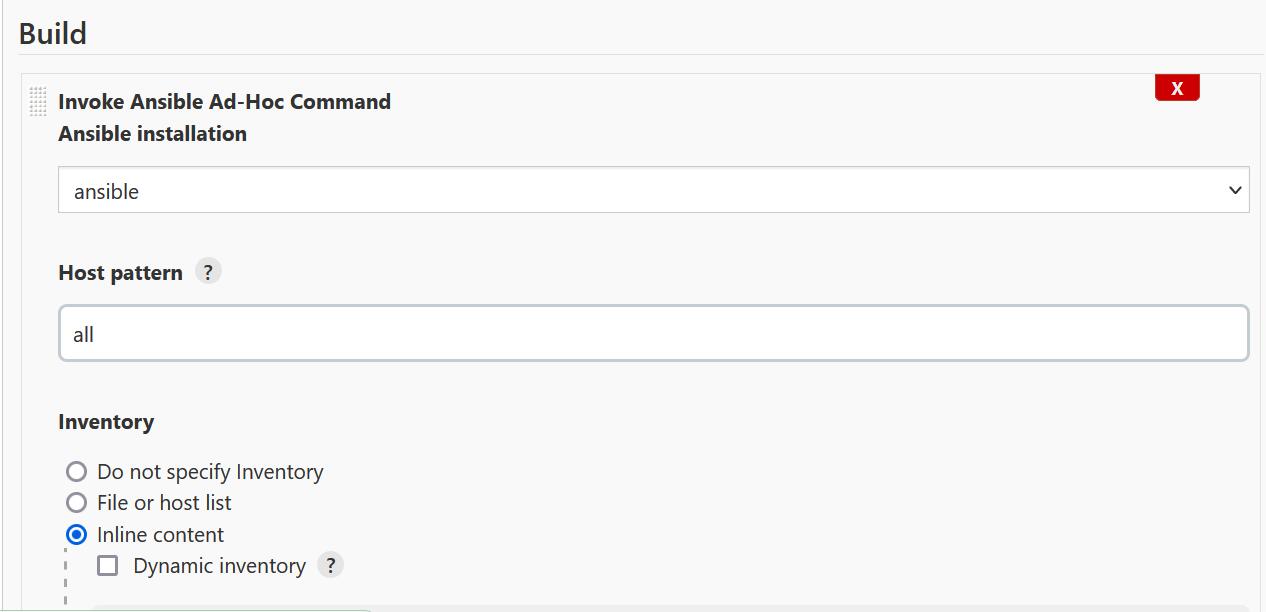 Build
X
Invoke Ansible Ad-Hoc Command
Ansible installation
ansible
Host pattern ?
all
Inventory
Do not specify Inventory
File or host list
Inline content
Dynamic inventory ?